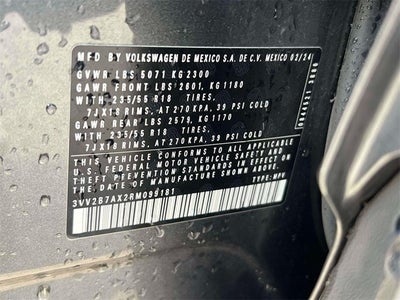 MFD BY VOLKSWAGEN DE MEXICO S.A. DE C.V. MEXICO 03/24
GVWR LBS 5071 KG 2300
GAWR FRONT LBS 2601, KG 1180
WITH 235/55 R18 TIRES,
7JX18 RIMS, AT 270 KPA, 39 PSI COLD
GAWR REAR LBS 2579, KG 1170
WITH 235/55 R18 TIRES,
7JX18 RIMS, AT 270 KPA, 39 PSI COLD
THIS VEHICLE CONFORMS TO ALL APPLICABLE
U.S. FEDERAL MOTOR VEHICLE SAFETY AND
THEFT PREVENTION STANDARDS IN EFFECT ON
THE DATE OF MANUFACTURE SHOWN ABOVE.
3VV2B7AX2RM099181 TYPE: MPV